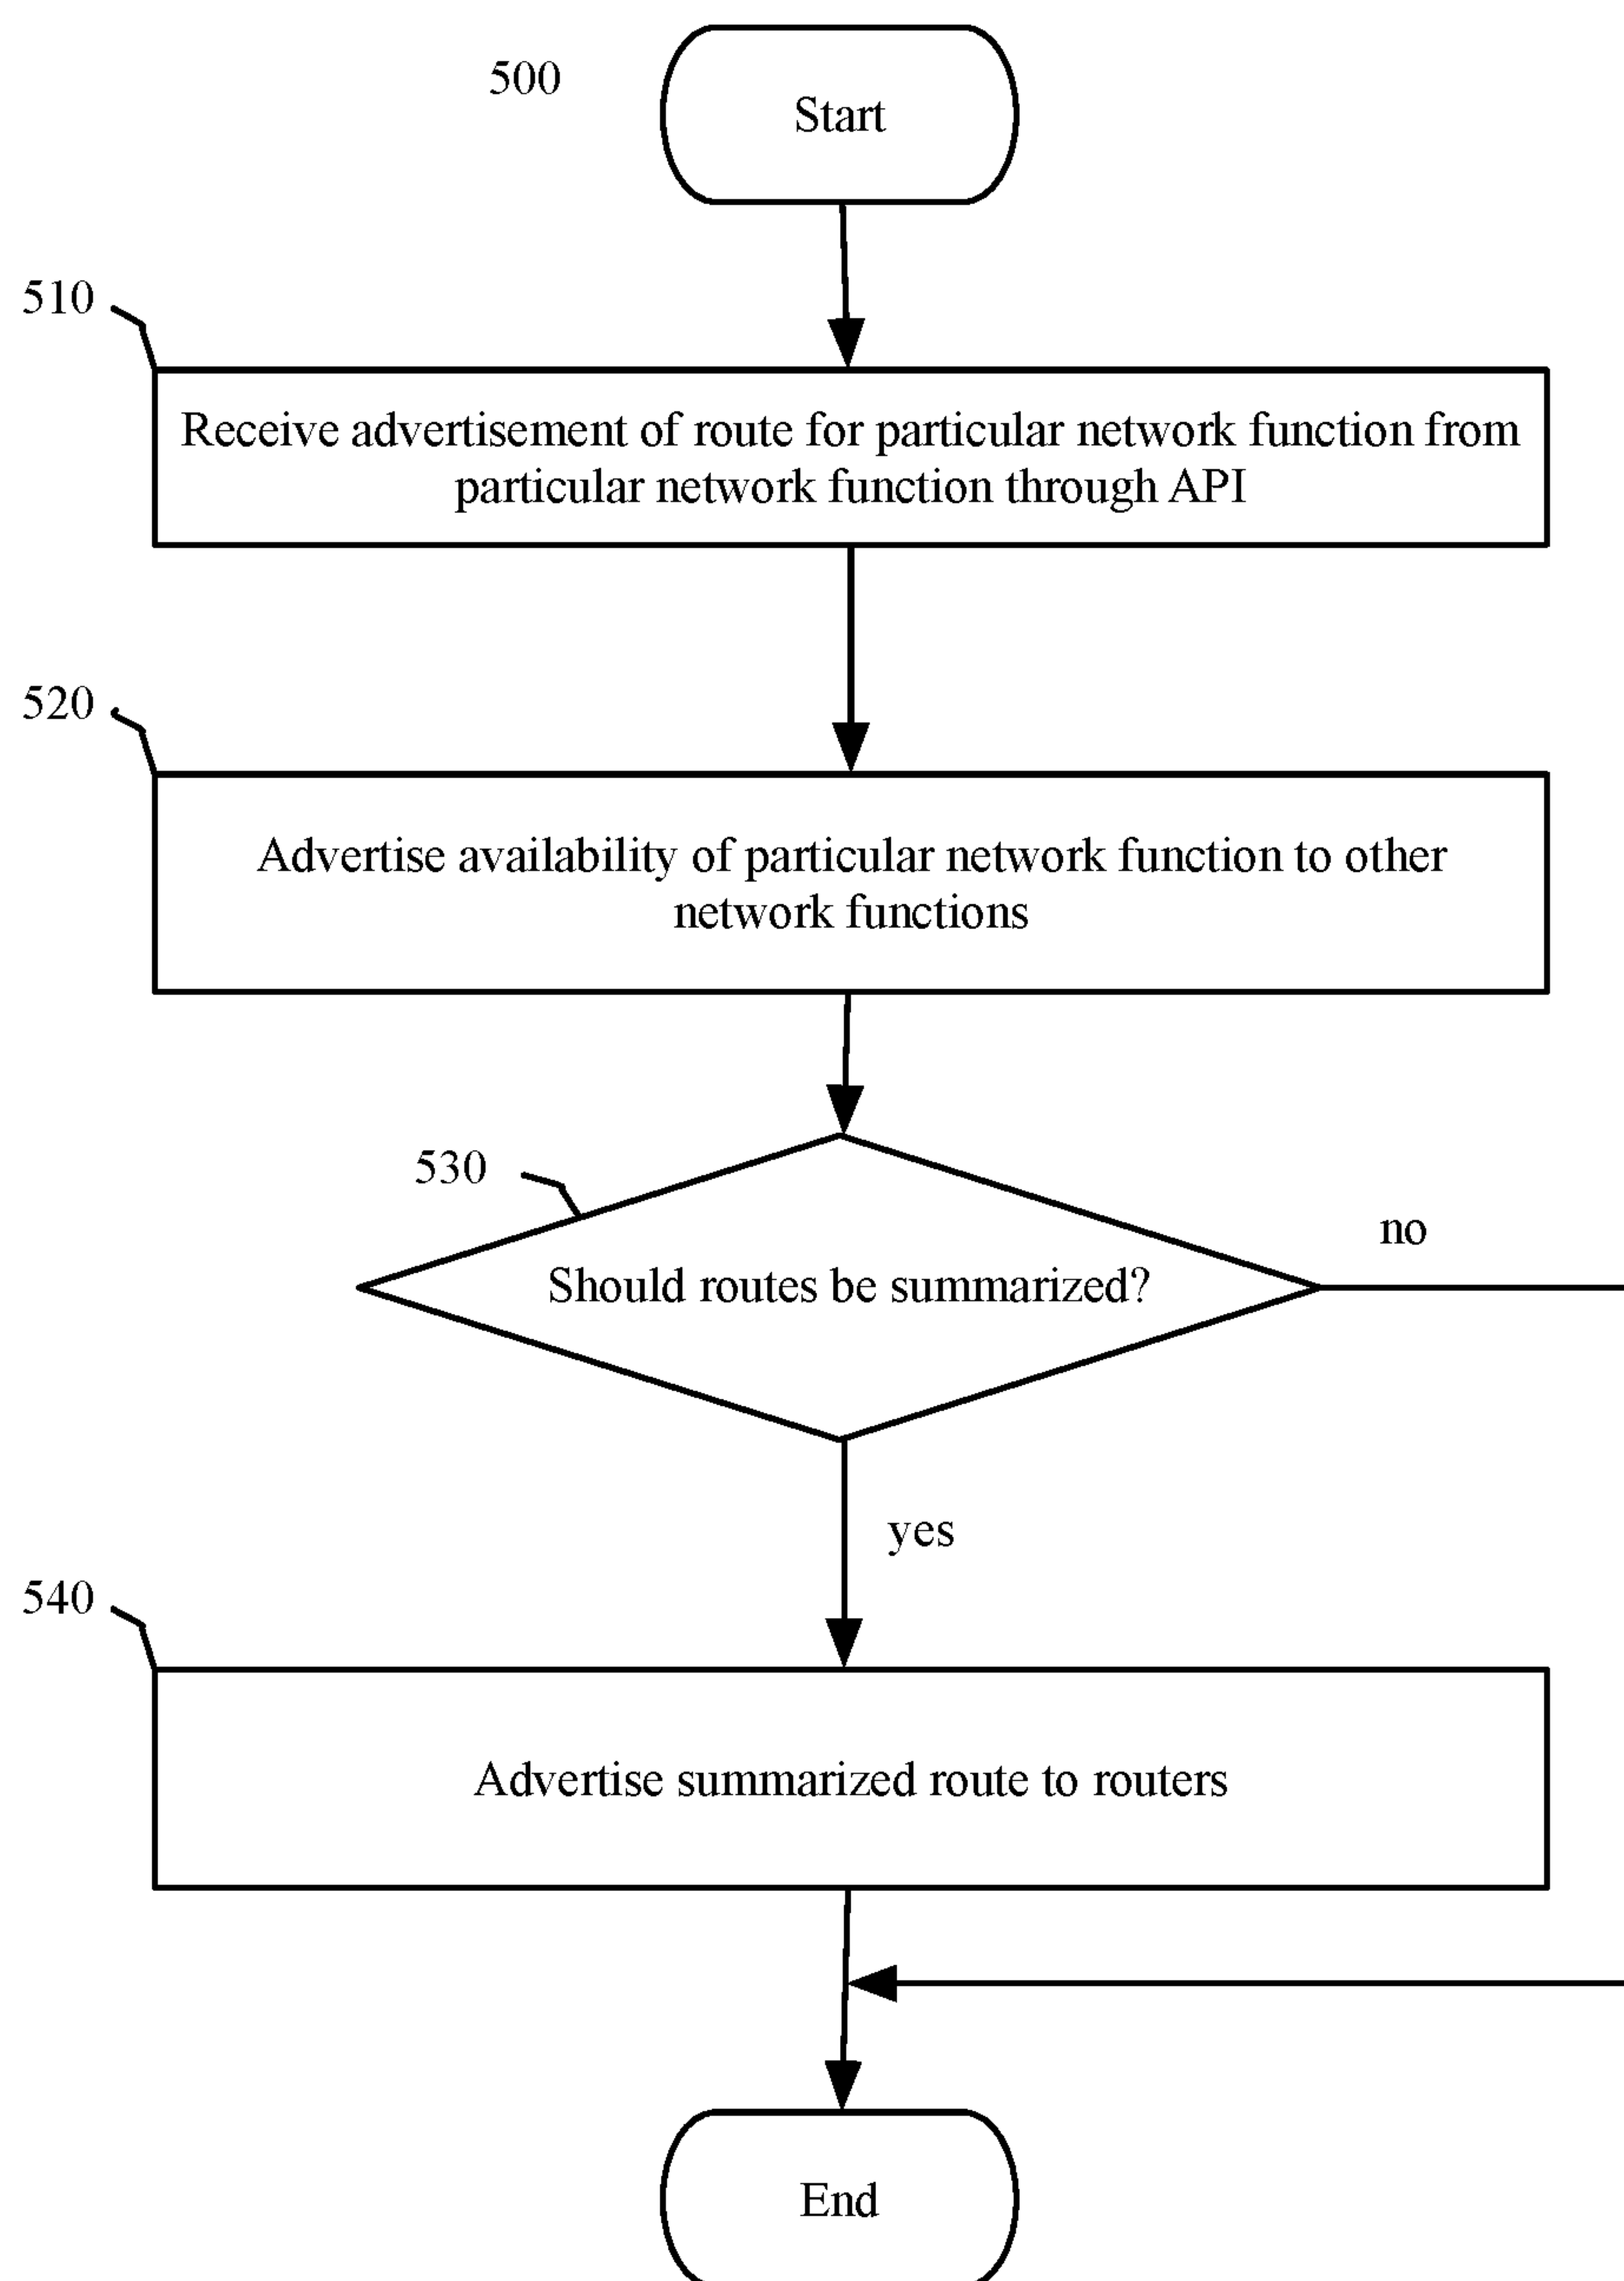 500
Start
510
Receive advertisement of route for particular network function from
particular network function through API
520
Advertise availability of particular network function to other
network functions
530
Should routes be summarized?
no
yes
540
Advertise summarized route to routers
End